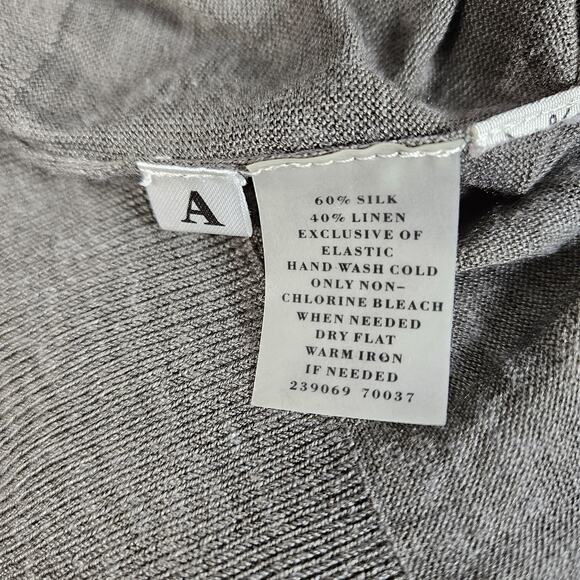 A
60% SILK
40% LINEN
EXCLUSIVE OF
ELASTIC
HAND WASH COLD
ONLY NON-
CHLORINE BLEACH
WHEN NEEDED
DRY FLAT
WARM IRON
IF NEEDED
239069 70037